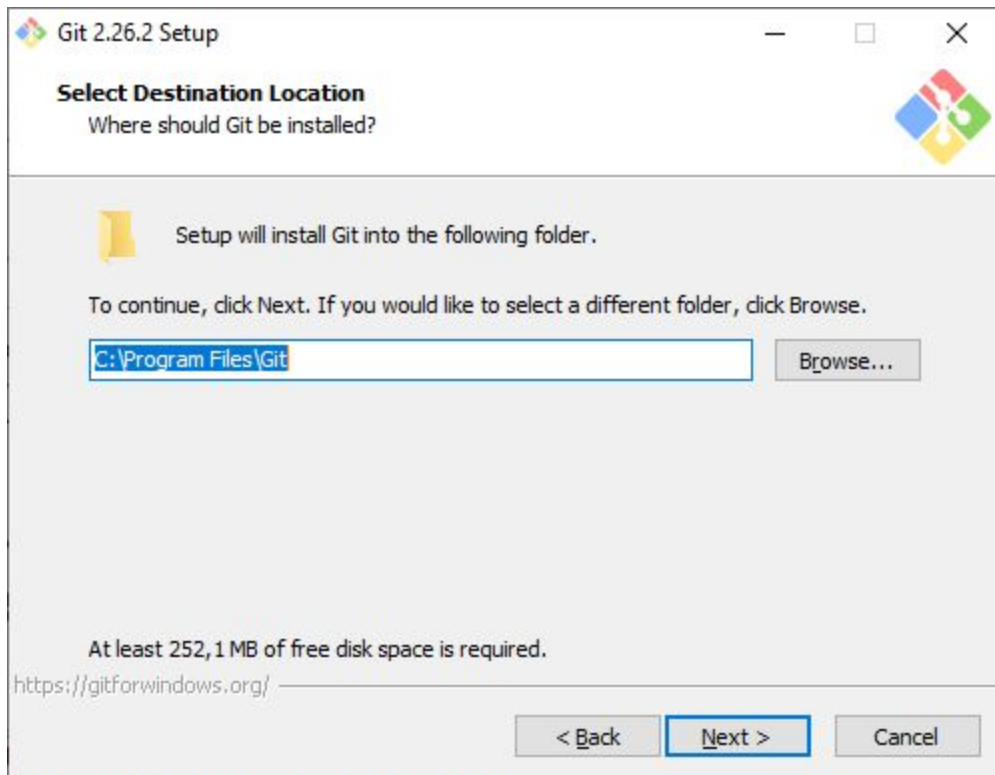 Git 2.26.2 Setup
Select Destination Location
Where should Git be installed?
Setup will install Git into the following folder.
To continue, click Next. If you would like to select a different folder, click Browse.
C:\Program Files\Git
Browse...
At least 252,1 MB of free disk space is required.
https://gitforwindows.org/
< Back
Next >
Cancel